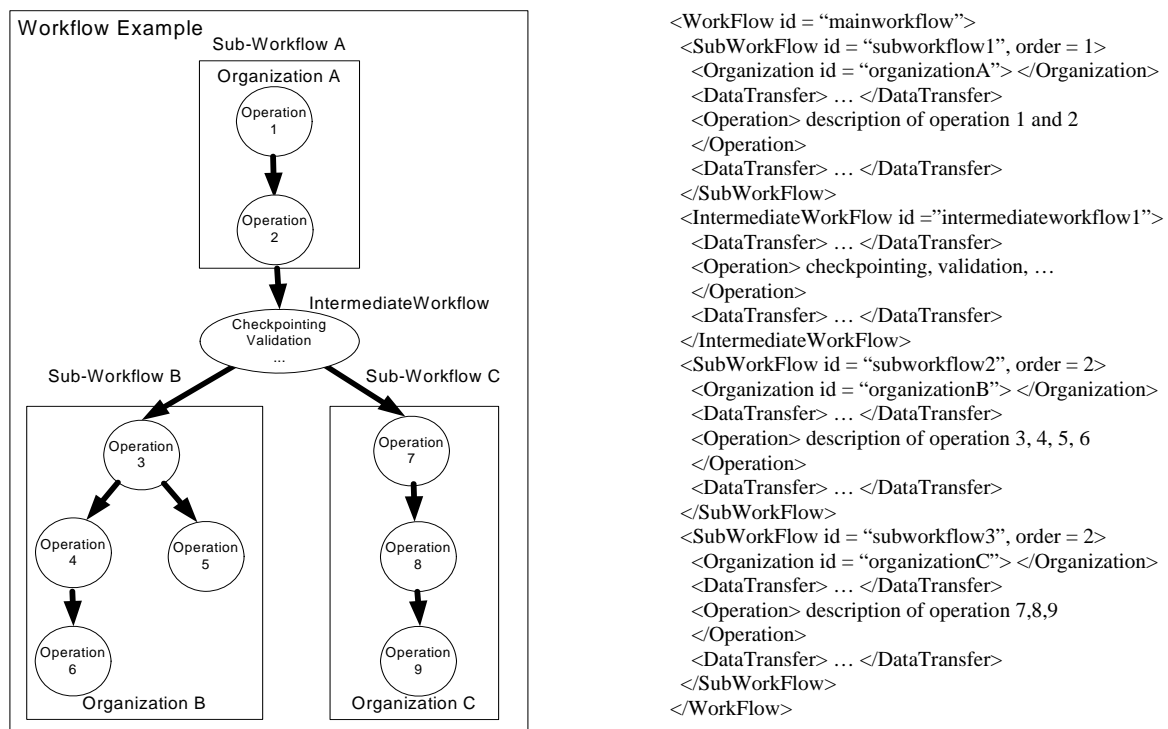 Workflow Example
Sub-Workflow A
Organization A
Operation
1
Operation
2
IntermediateWorkflow
Checkpointing
Validation
...
Sub-Workflow B
Sub-Workflow C
Operation
3
Operation
4
Operation
5
Operation
6
Organization B
Operation
7
Operation
8
Operation
9
Organization C
<WorkFlow id = “mainworkflow”>
<SubWorkFlow id = “subworkflow1”, order = 1>
<Organization id = “organizationA”> </Organization>
<DataTransfer> … </DataTransfer>
<Operation> description of operation 1 and 2
</Operation>
<DataTransfer> … </DataTransfer>
</SubWorkFlow>
<IntermediateWorkFlow id =”intermediateworkflow1”>
<DataTransfer> … </DataTransfer>
<Operation> checkpointing, validation, …
</Operation>
<DataTransfer> … </DataTransfer>
</IntermediateWorkFlow>
<SubWorkFlow id = “subworkflow2”, order = 2>
<Organization id = “organizationB”> </Organization>
<DataTransfer> … </DataTransfer>
<Operation> description of operation 3, 4, 5, 6
</Operation>
<DataTransfer> … </DataTransfer>
</SubWorkFlow>
<SubWorkFlow id = “subworkflow3”, order = 2>
<Organization id = “organizationC”> </Organization>
<DataTransfer> … </DataTransfer>
<Operation> description of operation 7,8,9
</Operation>
<DataTransfer> … </DataTransfer>
</SubWorkFlow>
</WorkFlow>